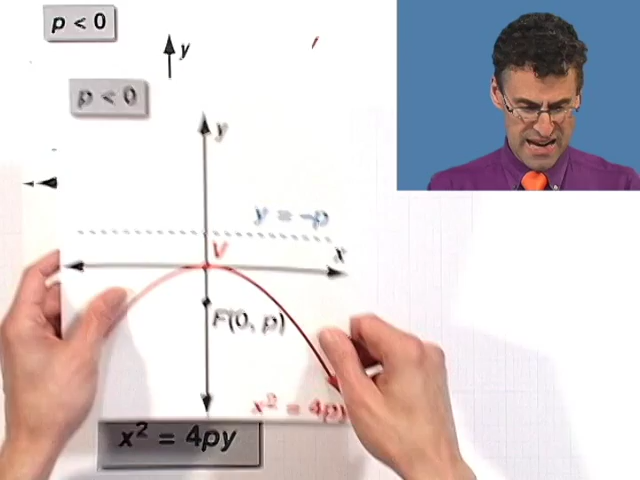 p < 0
y
p < 0
y
y = -p
V
x
F(0, p)
x² = 4py
x² = 4py